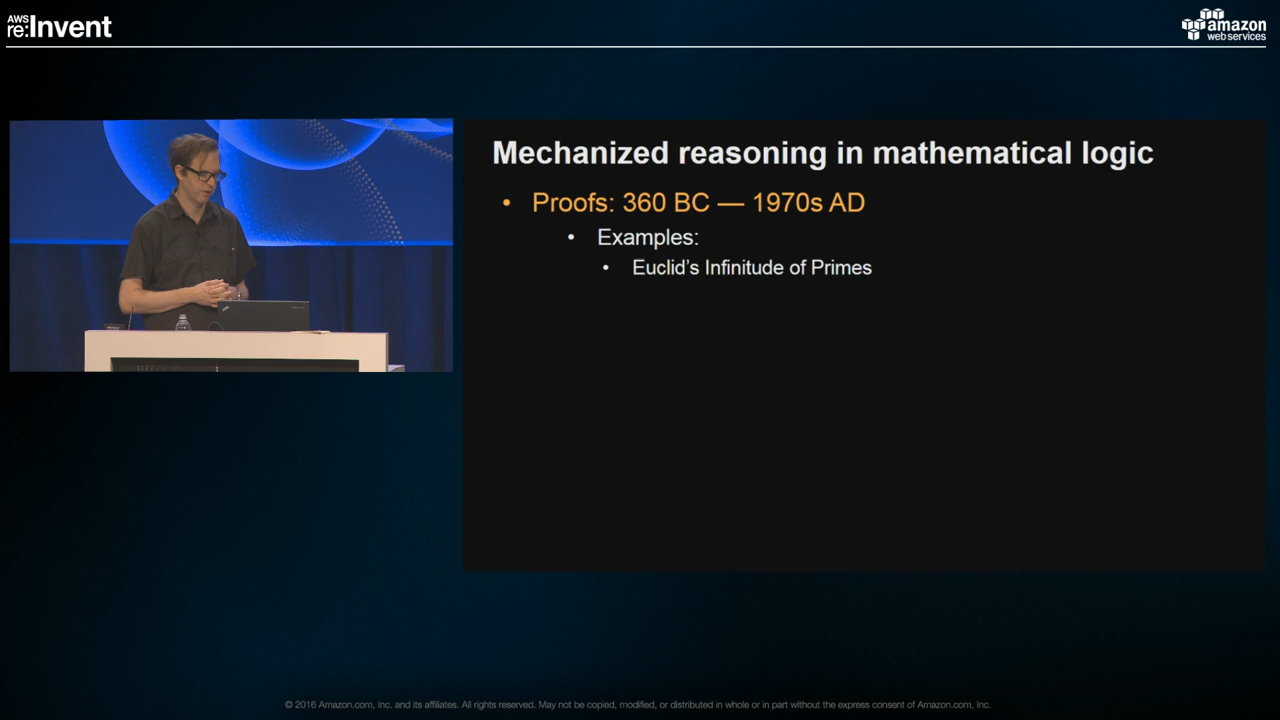 AWS
re:Invent
amazon
web services
Mechanized reasoning in mathematical logic
• Proofs: 360 BC — 1970s AD
• Examples:
• Euclid’s Infinitude of Primes
© 2016 Amazon.com, Inc. and its affiliates. All rights reserved. May not be copied, modified, or distributed in whole or in part without the express consent of Amazon.com, Inc.